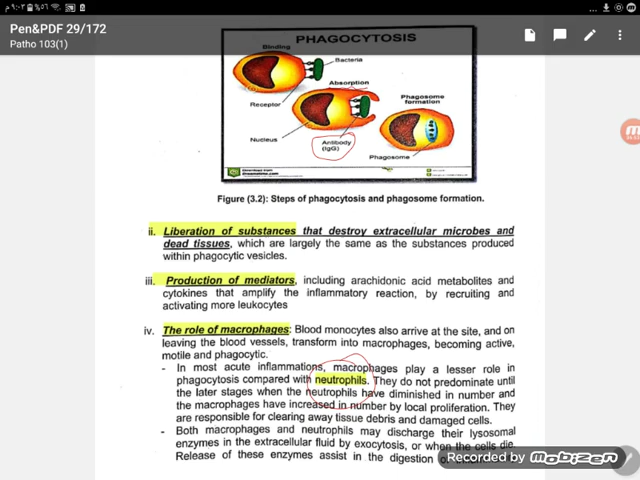 م ٩:٠٣ ٥٦%
Pen&PDF 29/172
Patho 103(1)
PHAGOCYTOSIS
Binding
Bacteria
Absorption
Receptor
Phagosome
formation
Nucleus
Antibody
(IgG)
Phagosome
Figure (3.2): Steps of phagocytosis and phagosome formation.
ii. Liberation of substances that destroy extracellular microbes and
dead tissues, which are largely the same as the substances produced
within phagocytic vesicles.
iii. Production of mediators, including arachidonic acid metabolites and
cytokines that amplify the inflammatory reaction, by recruiting and
activating more leukocytes
iv. The role of macrophages: Blood monocytes also arrive at the site, and on
leaving the blood vessels, transform into macrophages, becoming active,
motile and phagocytic.
- In most acute inflammations, macrophages play a lesser role in
phagocytosis compared with neutrophils. They do not predominate until
the later stages when the neutrophils have diminished in number and
the macrophages have increased in number by local proliferation. They
are responsible for clearing away tissue debris and damaged cells.
- Both macrophages and neutrophils may discharge their lysosomal
enzymes in the extracellular fluid by exocytosis, or when the cells die.
Release of these enzymes assist in the digestion of
Recorded by mobizen